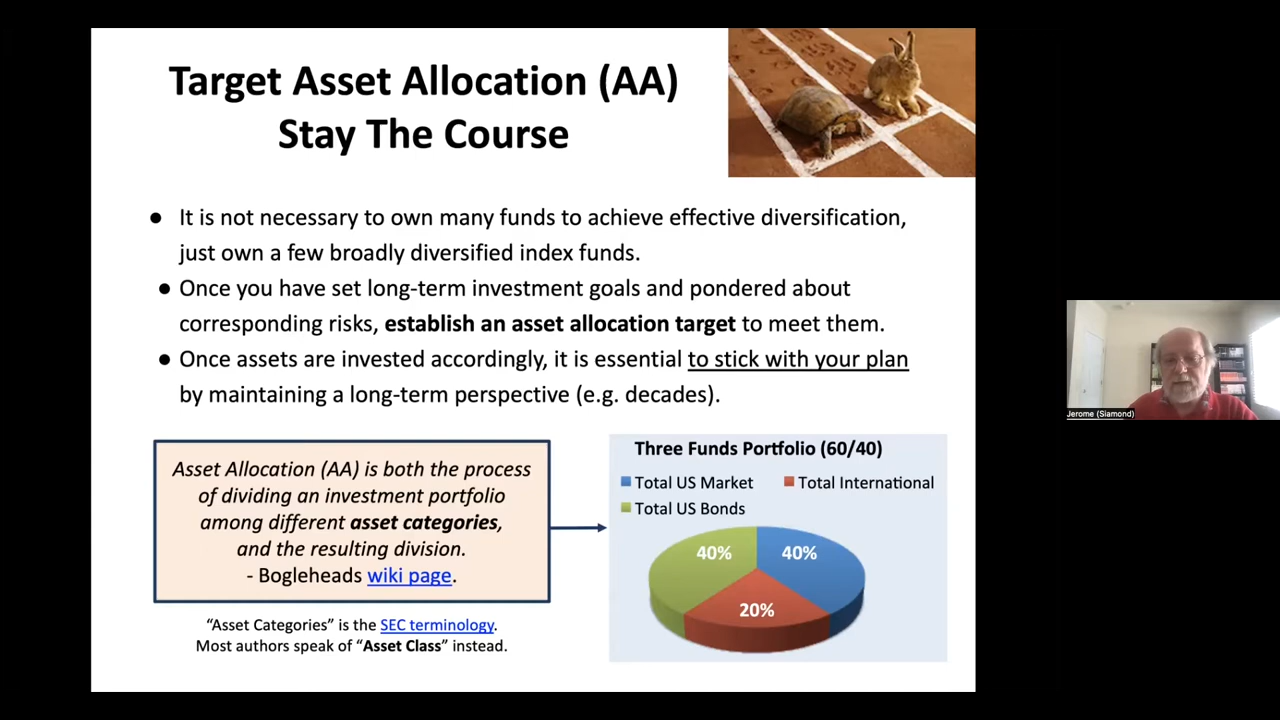 Target Asset Allocation (AA)
Stay The Course
● It is not necessary to own many funds to achieve effective diversification,
just own a few broadly diversified index funds.
● Once you have set long-term investment goals and pondered about
corresponding risks, establish an asset allocation target to meet them.
● Once assets are invested accordingly, it is essential to stick with your plan
by maintaining a long-term perspective (e.g. decades).
Asset Allocation (AA) is both the process
of dividing an investment portfolio
among different asset categories,
and the resulting division.
- Bogleheads wiki page.
"Asset Categories" is the SEC terminology.
Most authors speak of "Asset Class" instead.
Three Funds Portfolio (60/40)
Total US Market Total International
Total US Bonds
40% 40%
20%
Jerome (Siamond)